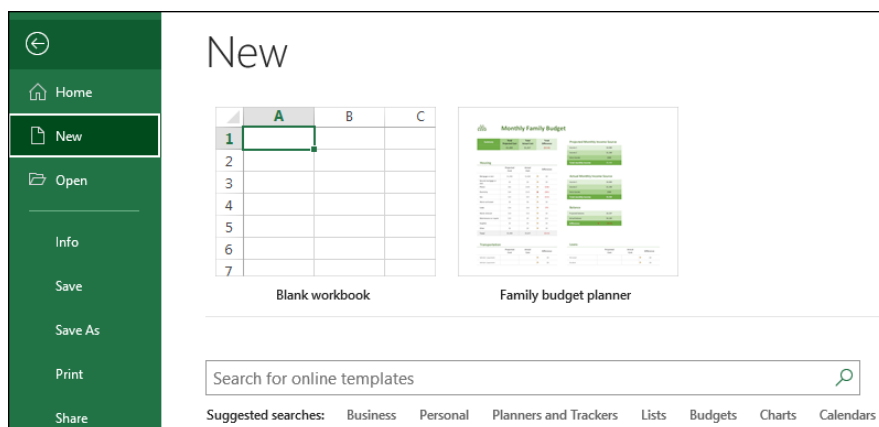 New
Home
New
Open
Info
Save
Save As
Print
Share
A B C
1
2
3
4
5
6
7
Monthly Family Budget
Blank workbook
Family budget planner
Search for online templates
Suggested searches: Business Personal Planners and Trackers Lists Budgets Charts Calendars